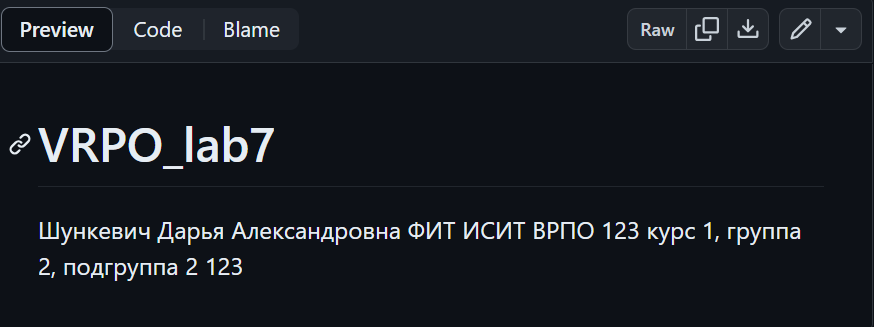 Preview Code Blame Raw
VRPO_lab7
Шункевич Дарья Александровна ФИТ ИСИТ ВРПО 123 курс 1, группа
2, подгруппа 2 123